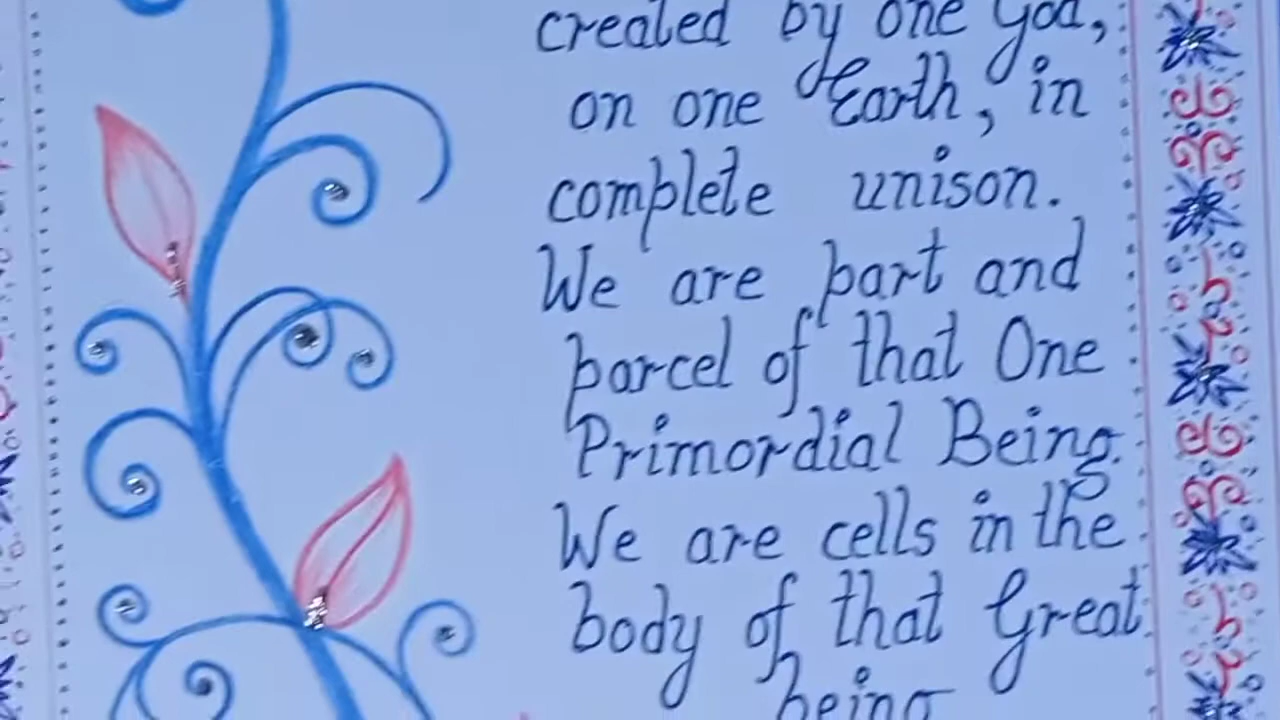 created by one God,
on one Earth, in
complete unison.
We are part and
parcel of that One
Primordial Being.
We are cells in the
body of that Great
being